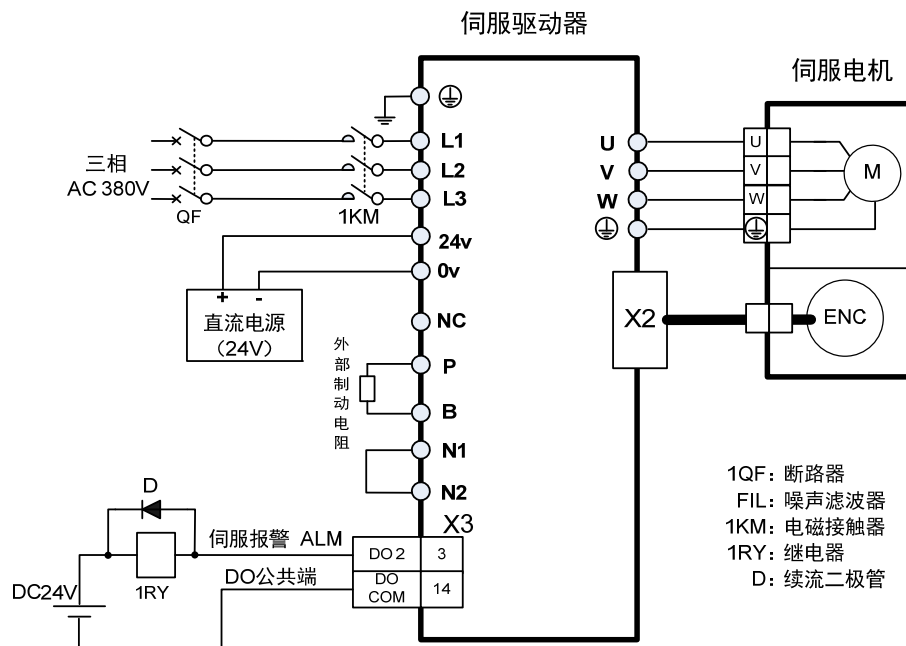 伺服驱动器
伺服电机
三相
AC 380V
QF
1KM
L1
L2
L3
24v
0v
+ -
直流电源
（24V）
NC
外部制动电阻
P
B
N1
N2
X3
U
V
W
U
V
W
M
X2
ENC
D
伺服报警 ALM
DO 2
3
DO公共端
DO
COM
14
1RY
DC24V
1QF：断路器
FIL：噪声滤波器
1KM：电磁接触器
1RY：继电器
D：续流二极管